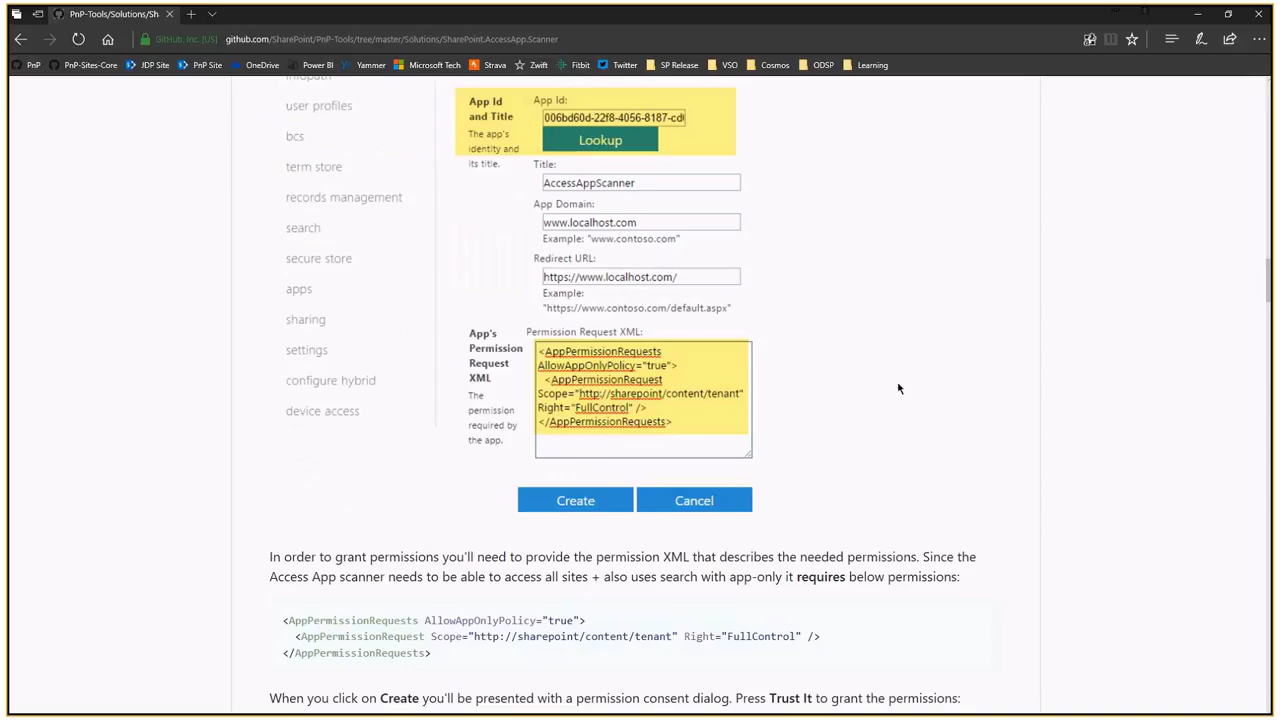 PnP-Tools/Solutions/Sh
GitHub, Inc. [US]
github.com/SharePoint/PnP-Tools/tree/master/Solutions/SharePoint.AccessApp.Scanner
PnP
PnP-Sites-Core
JDP Site
PnP Site
OneDrive
Power BI
Yammer
Microsoft Tech
Strava
Zwift
Fitbit
Twitter
SP Release
VSO
Cosmos
ODSP
Learning
infopath
user profiles
bcs
term store
records management
search
secure store
apps
sharing
settings
configure hybrid
device access
App Id
and Title
The app's
identity and
its title.
App Id:
006bd60d-22f8-4056-8187-cd
Lookup
Title:
AccessAppScanner
App Domain:
www.localhost.com
Example: "www.contoso.com"
Redirect URL:
https://www.localhost.com/
Example:
"https://www.contoso.com/default.aspx"
App's
Permission
Request
XML
The
permission
required by
the app.
Permission Request XML:
<AppPermissionRequests
AllowAppOnlyPolicy="true">
<AppPermissionRequest
Scope="http://sharepoint/content/tenant"
Right="FullControl" />
</AppPermissionRequests>
Create
Cancel
In order to grant permissions you'll need to provide the permission XML that describes the needed permissions. Since the
Access App scanner needs to be able to access all sites + also uses search with app-only it requires below permissions:
<AppPermissionRequests AllowAppOnlyPolicy="true">
<AppPermissionRequest Scope="http://sharepoint/content/tenant" Right="FullControl" />
</AppPermissionRequests>
When you click on Create you'll be presented with a permission consent dialog. Press Trust It to grant the permissions: